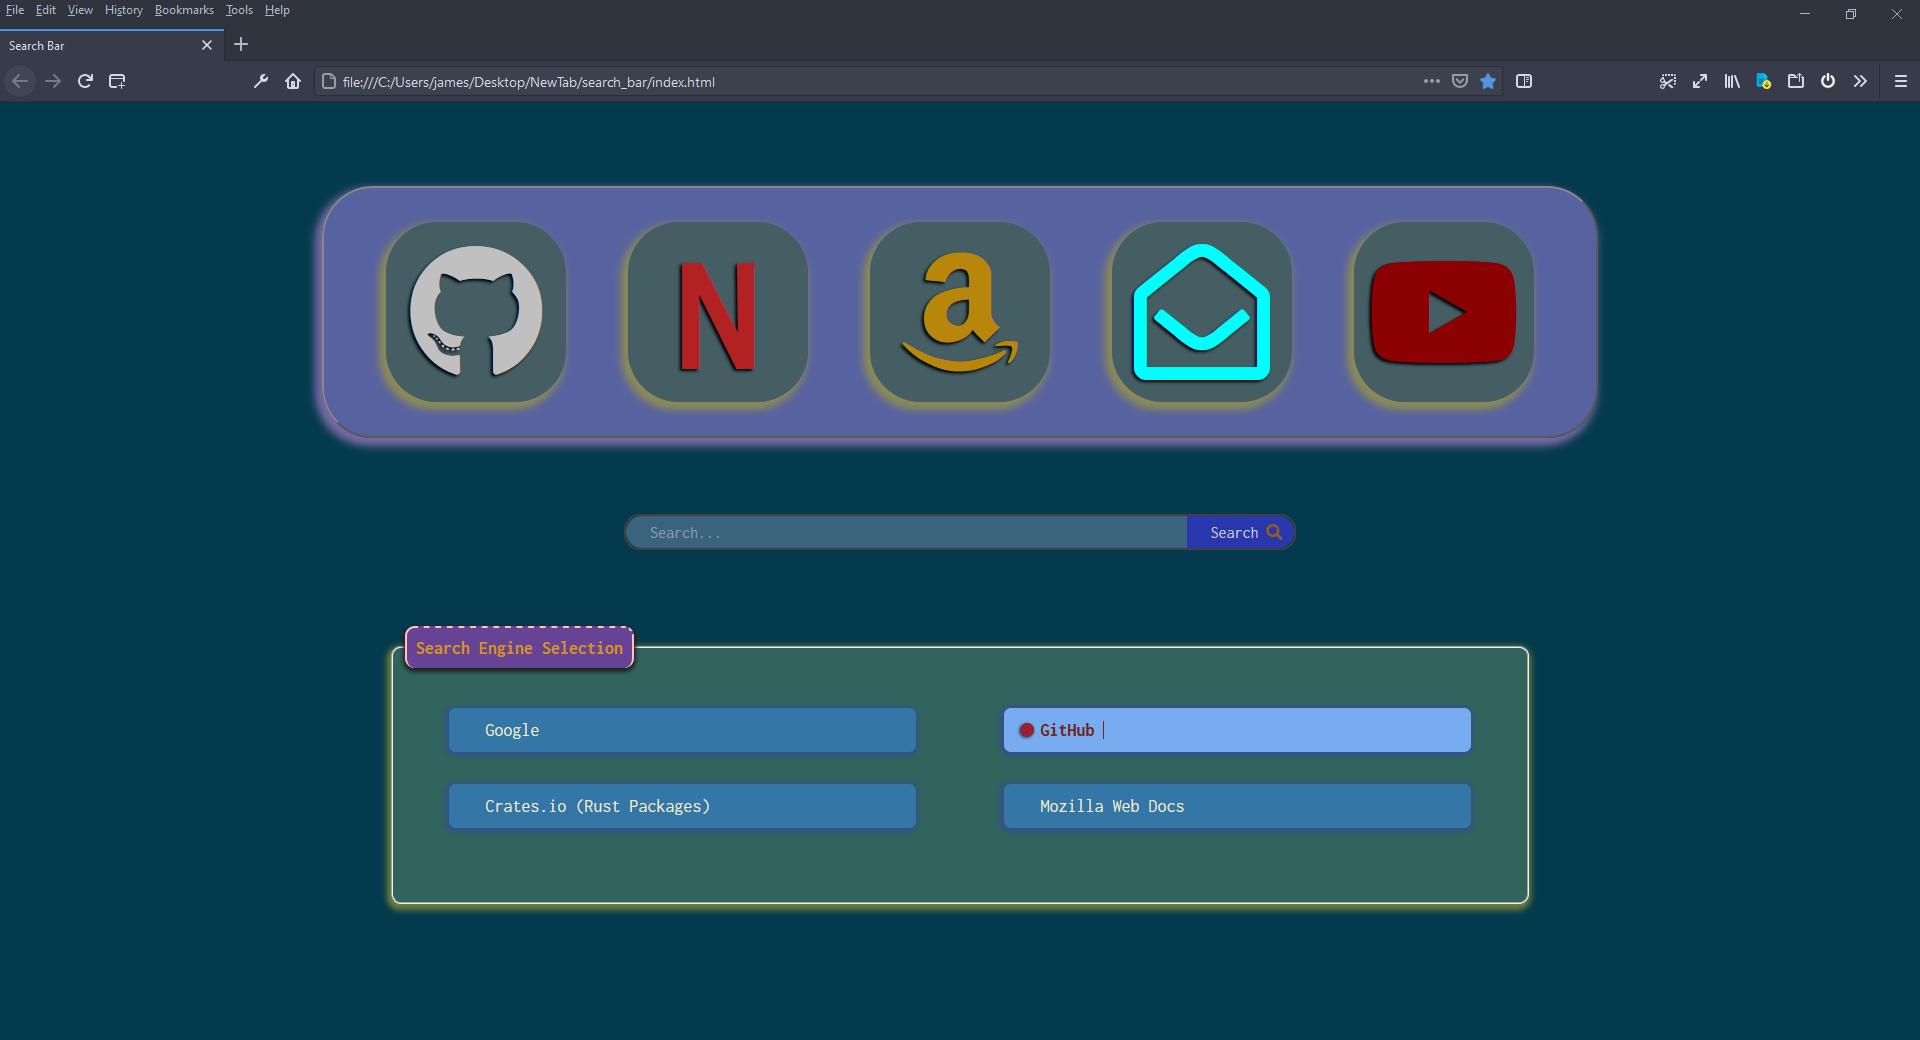 File Edit View History Bookmarks Tools Help
Search Bar
file:///C:/Users/james/Desktop/NewTab/search_bar/index.html
N
a
Search... Search
Search Engine Selection
Google GitHub
Crates.io (Rust Packages) Mozilla Web Docs